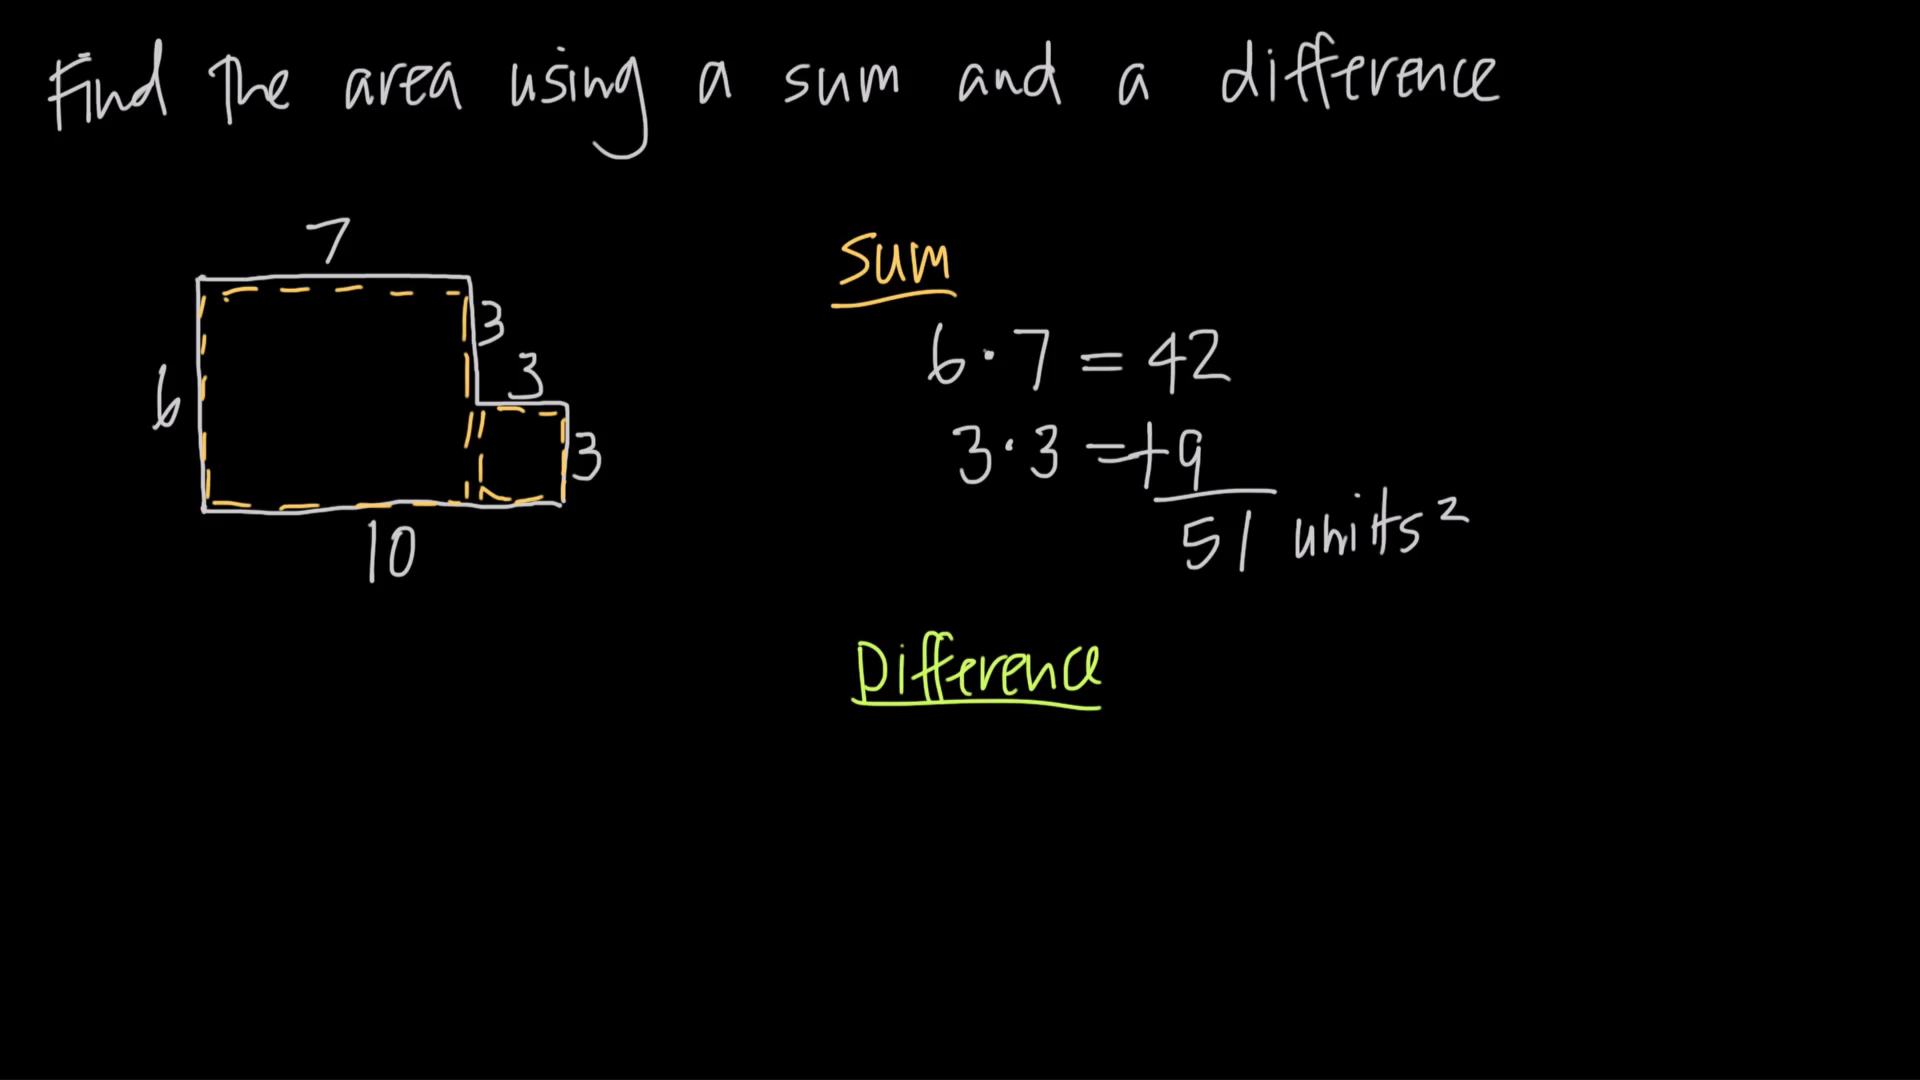 Find the area using a sum and a difference
7
3
3
6
3
10
Sum
6·7 = 42
3·3 = +9
51 units²
Difference